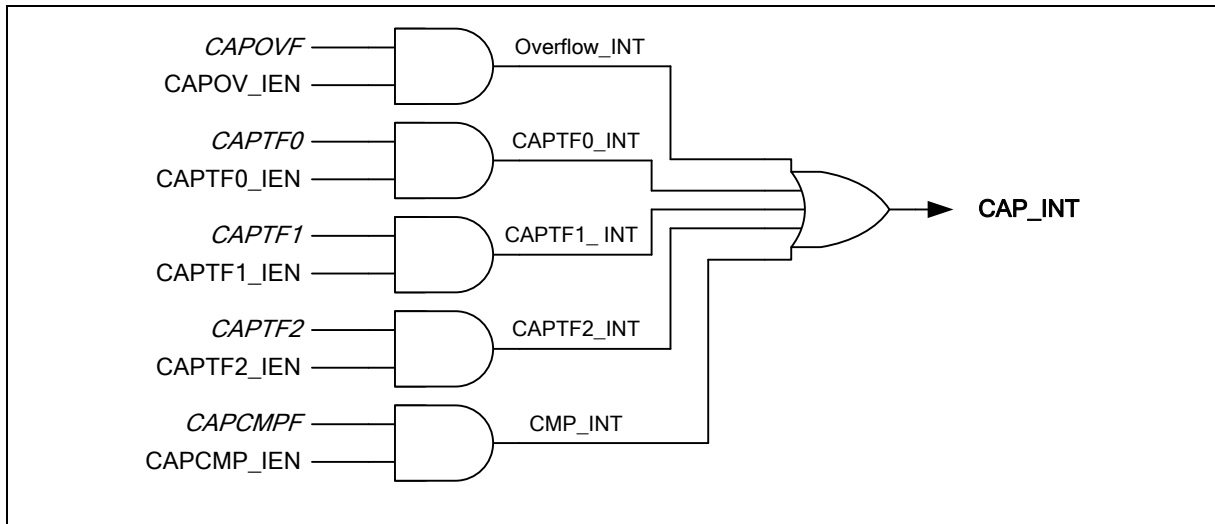 CAPOVF
Overflow_INT
CAPOV_IEN
CAPTF0
CAPTF0_INT
CAPTF0_IEN
CAP_INT
CAPTF1
CAPTF1_ INT
CAPTF1_IEN
CAPTF2
CAPTF2_INT
CAPTF2_IEN
CAPCMPF
CMP_INT
CAPCMP_IEN